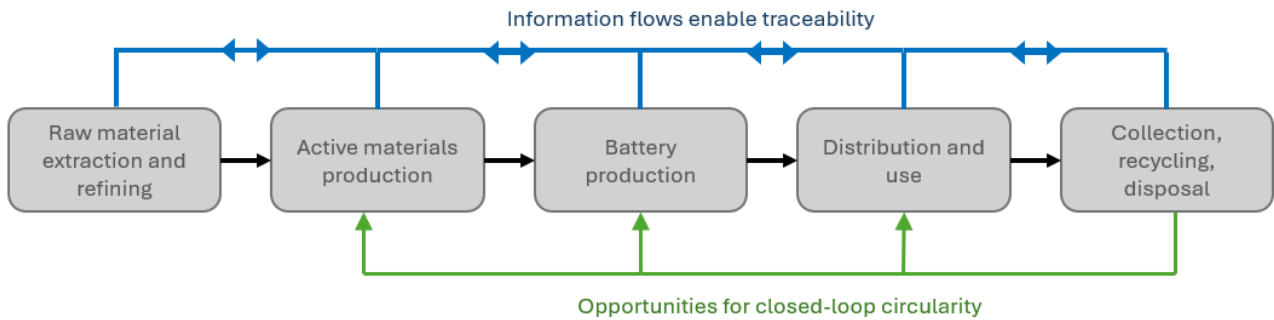 Information flows enable traceability
Raw material
extraction and
refining
Active materials
production
Battery
production
Distribution and
use
Collection,
recycling,
disposal
Opportunities for closed-loop circularity